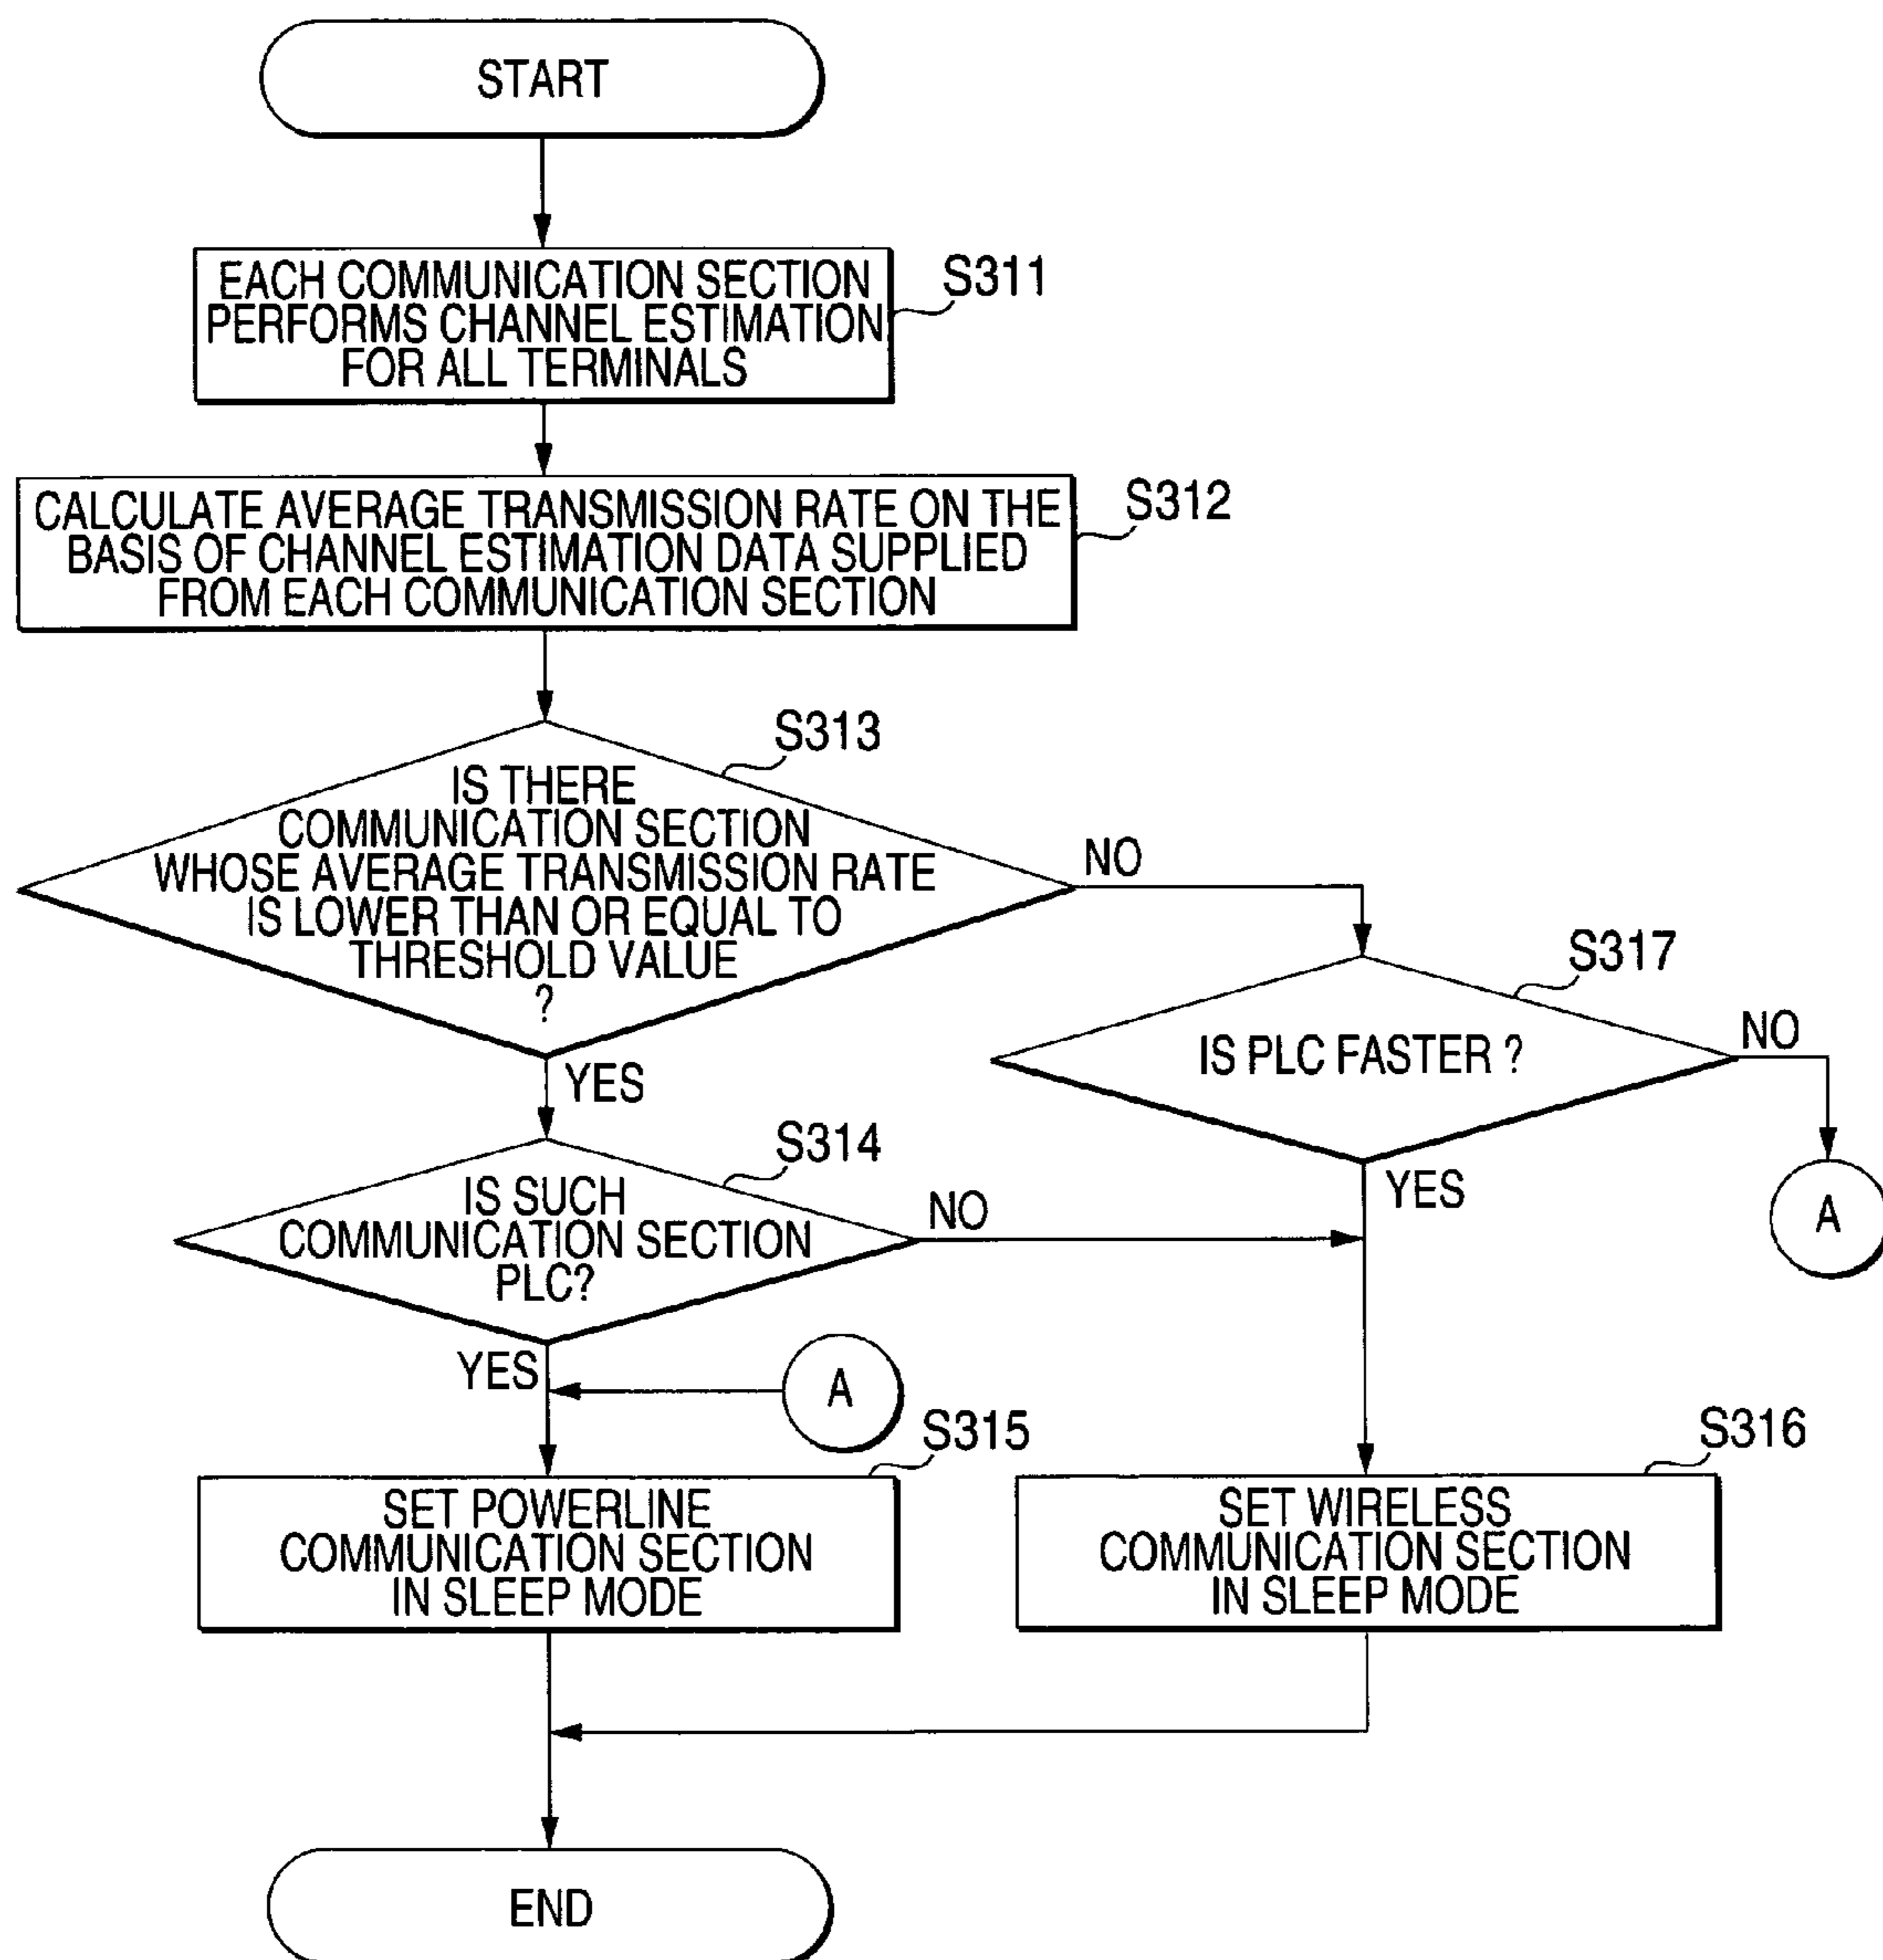 START
EACH COMMUNICATION SECTION
PERFORMS CHANNEL ESTIMATION
FOR ALL TERMINALS
S311
CALCULATE AVERAGE TRANSMISSION RATE ON THE
BASIS OF CHANNEL ESTIMATION DATA SUPPLIED
FROM EACH COMMUNICATION SECTION
S312
S313
IS THERE
COMMUNICATION SECTION
WHOSE AVERAGE TRANSMISSION RATE
IS LOWER THAN OR EQUAL TO
THRESHOLD VALUE
?
NO
YES
S317
IS PLC FASTER ?
NO
YES
A
S314
IS SUCH
COMMUNICATION SECTION
PLC?
NO
YES
A
S315
SET POWERLINE
COMMUNICATION SECTION
IN SLEEP MODE
S316
SET WIRELESS
COMMUNICATION SECTION
IN SLEEP MODE
END